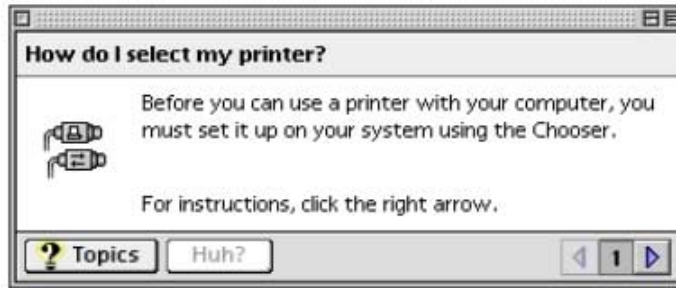 How do I select my printer?
Before you can use a printer with your computer, you
must set it up on your system using the Chooser.
For instructions, click the right arrow.
? Topics Huh? 1